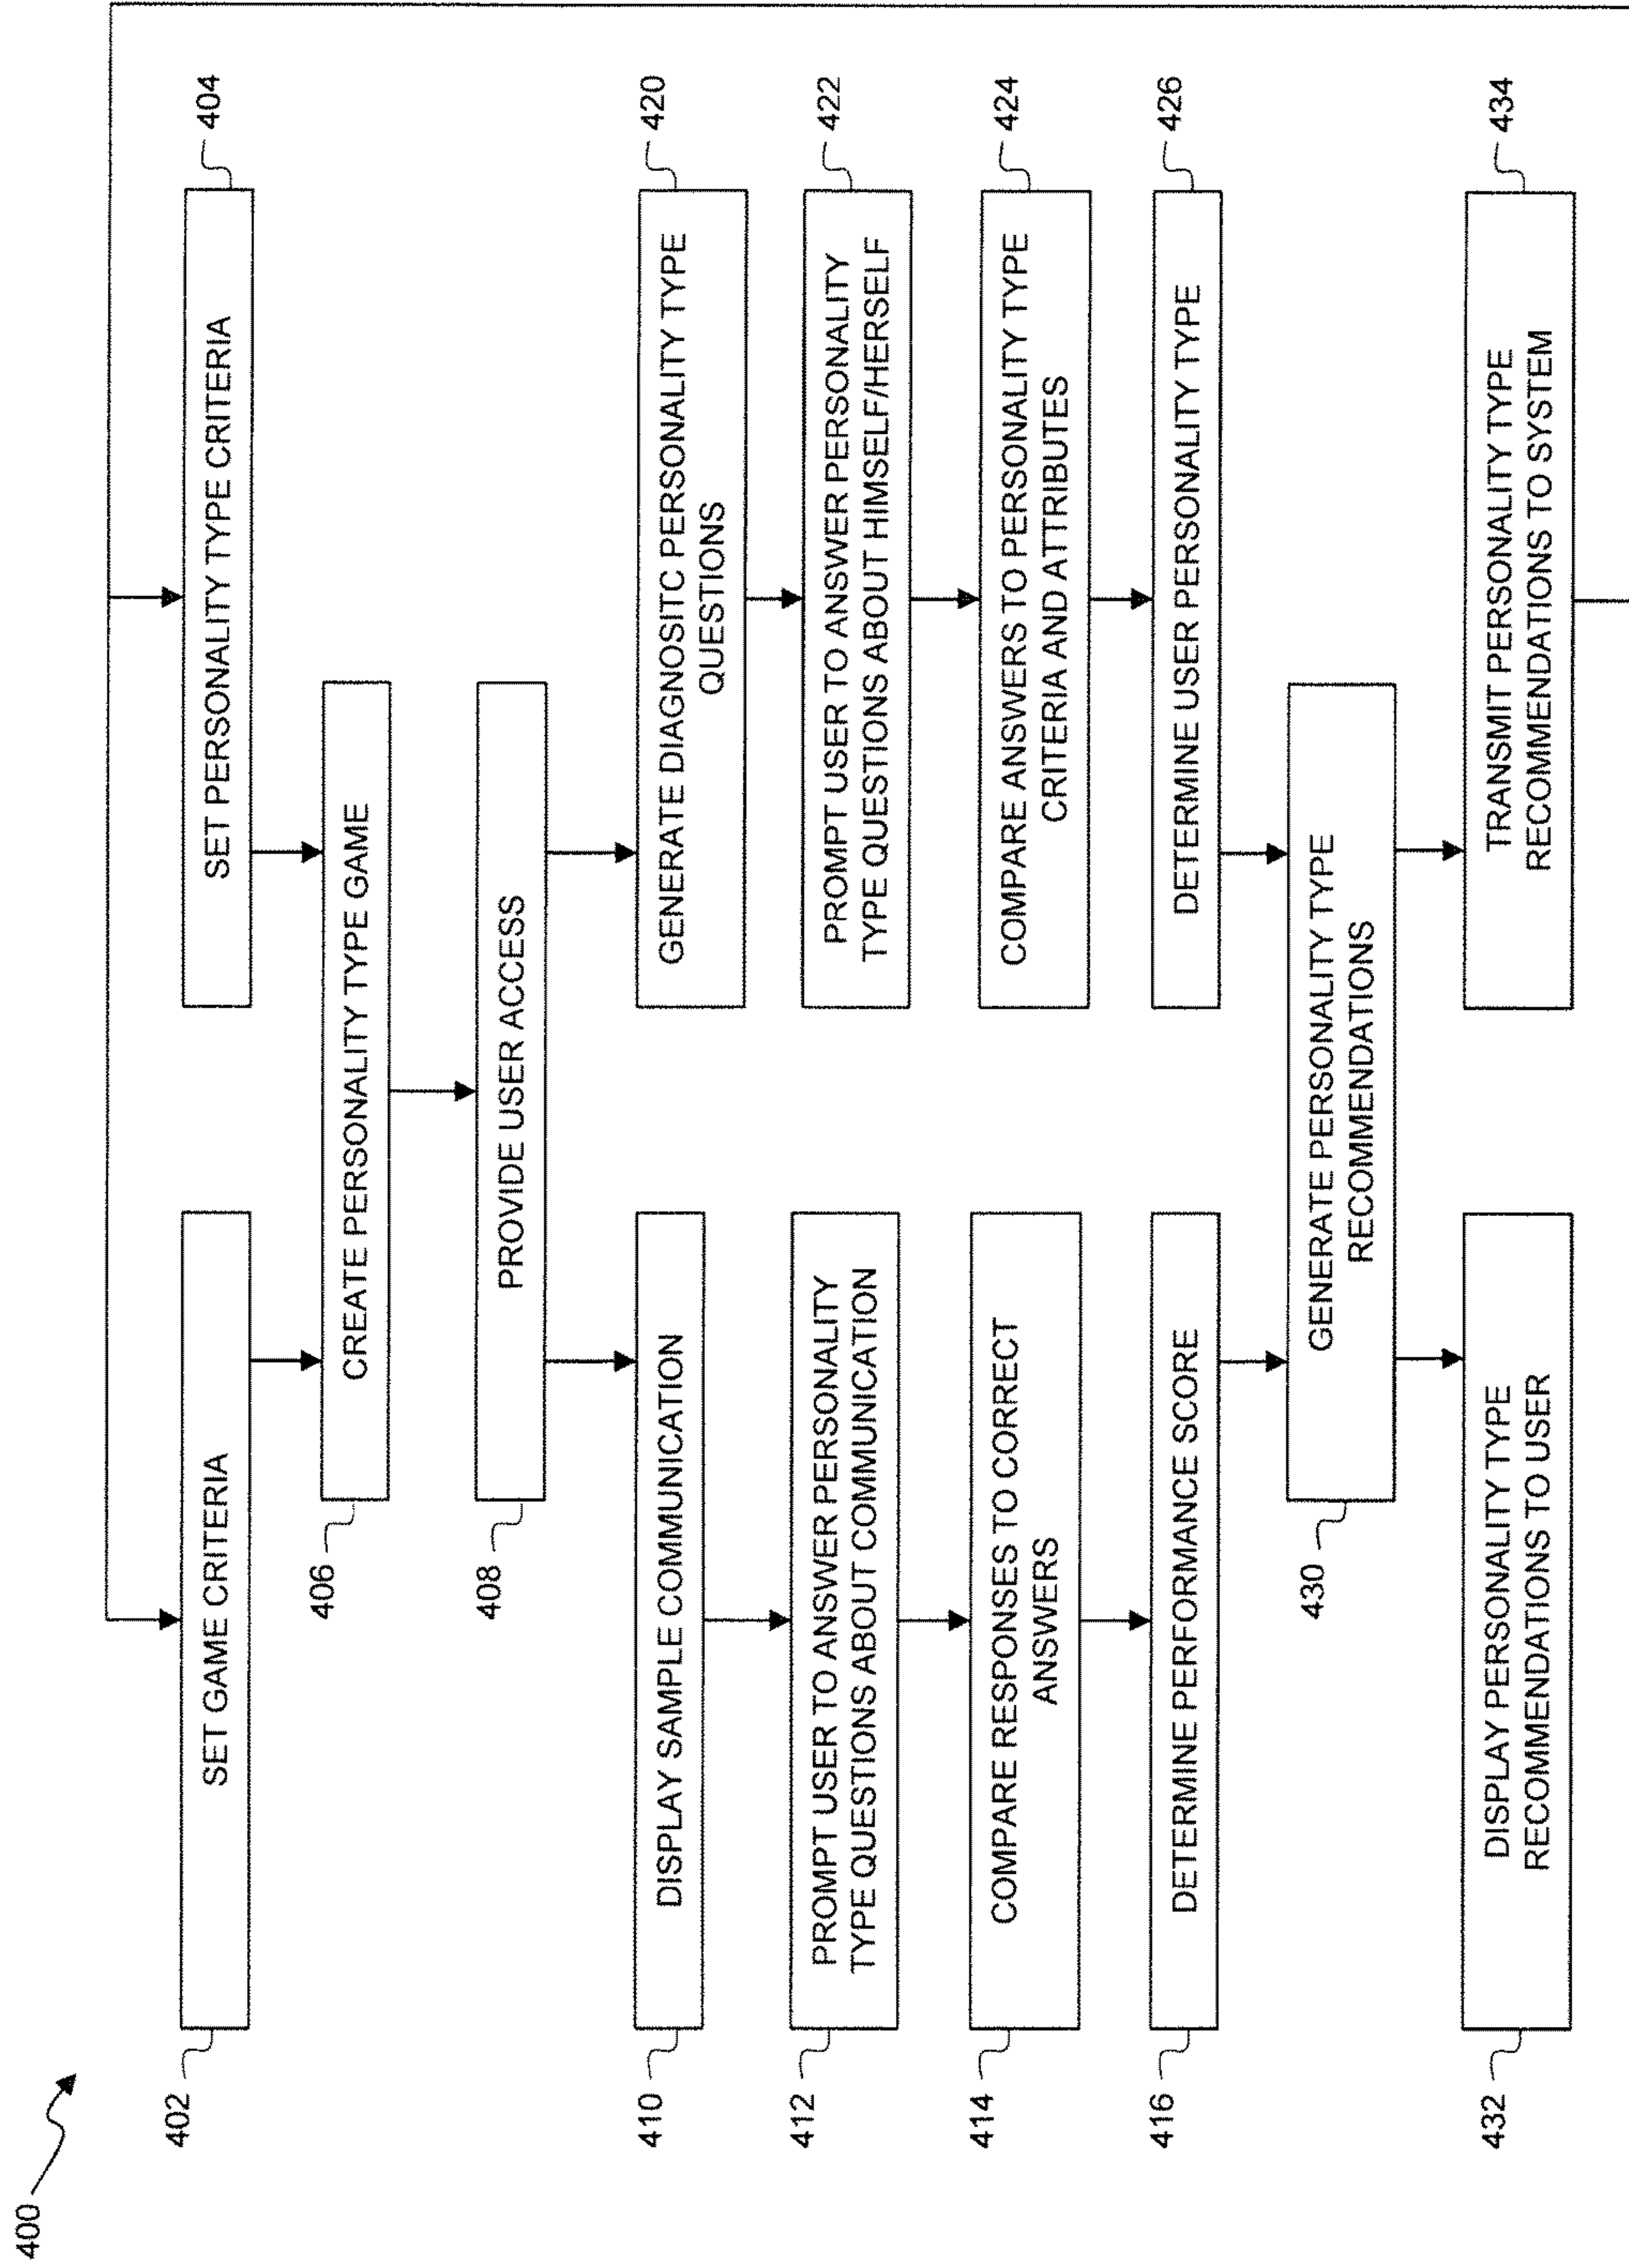 400
402
SET GAME CRITERIA
SET PERSONALITY TYPE CRITERIA
404
406
CREATE PERSONALITY TYPE GAME
408
PROVIDE USER ACCESS
410
DISPLAY SAMPLE COMMUNICATION
412
PROMPT USER TO ANSWER PERSONALITY
TYPE QUESTIONS ABOUT COMMUNICATION
414
COMPARE RESPONSES TO CORRECT
ANSWERS
416
DETERMINE PERFORMANCE SCORE
GENERATE DIAGNOSITC PERSONALITY TYPE
QUESTIONS
420
PROMPT USER TO ANSWER PERSONALITY
TYPE QUESTIONS ABOUT HIMSELF/HERSELF
422
COMPARE ANSWERS TO PERSONALITY TYPE
CRITERIA AND ATTRIBUTES
424
DETERMINE USER PERSONALITY TYPE
426
430
GENERATE PERSONALITY TYPE
RECOMMENDATIONS
432
DISPLAY PERSONALITY TYPE
RECOMMENDATIONS TO USER
TRANSMIT PERSONALITY TYPE
RECOMMENDATIONS TO SYSTEM
434